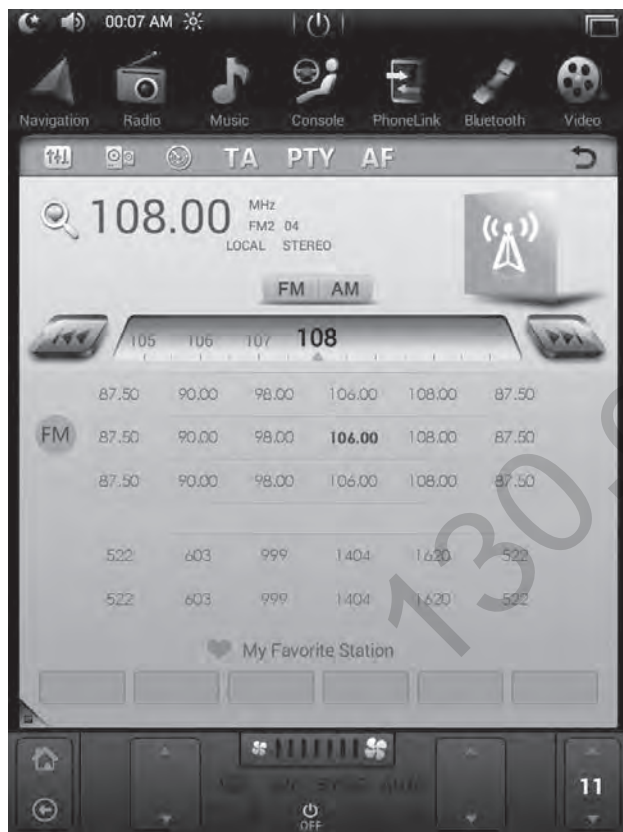 00:07 AM
Navigation Radio Music Console PhoneLink Bluetooth Video
TA PTY AF
108.00 MHz
FM2 04
LOCAL STEREO
FM AM
105 106 107 108
87.50 90.00 98.00 106.00 108.00 87.50
FM 87.50 90.00 98.00 106.00 108.00 87.50
87.50 90.00 98.00 106.00 108.00 87.50
522 603 999 1404 1620 522
522 603 999 1404 1620 522
My Favorite Station
11
OFF